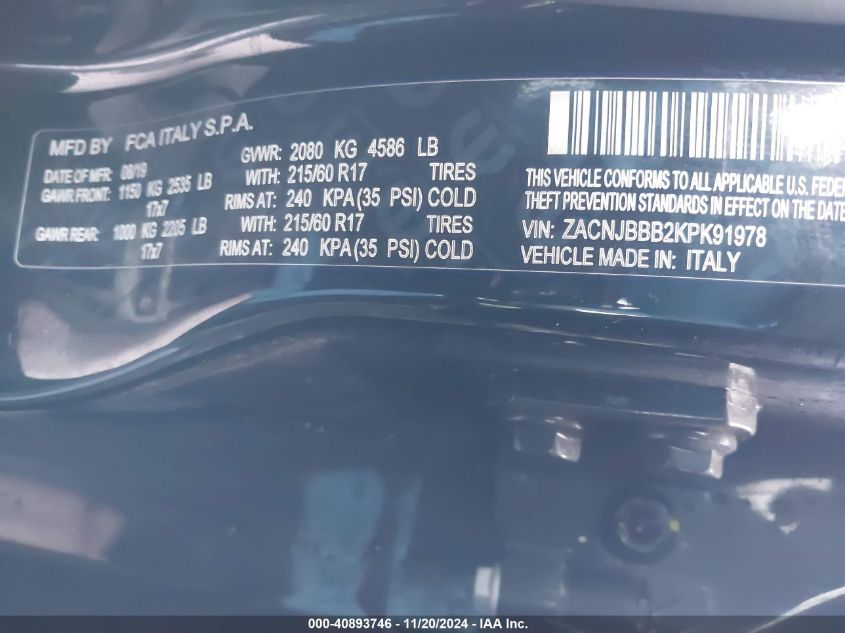 MFD BY FCA ITALY S.P.A.
DATE OF MFR: 08/19 GVWR: 2080 KG 4586 LB
GAWR FRONT: 1150 KG 2535 LB WITH: 215/60 R17 TIRES
17x7 RIMS AT: 240 KPA(35 PSI) COLD
GAWR REAR: 1000 KG 2205 LB WITH: 215/60 R17 TIRES
17x7 RIMS AT: 240 KPA(35 PSI) COLD
THIS VEHICLE CONFORMS TO ALL APPLICABLE U.S. FEDE
THEFT PREVENTION STANDARDS IN EFFECT ON THE DATE
VIN: ZACNJBBB2KPK91978
VEHICLE MADE IN: ITALY
000-40893746 - 11/20/2024 - IAA Inc.